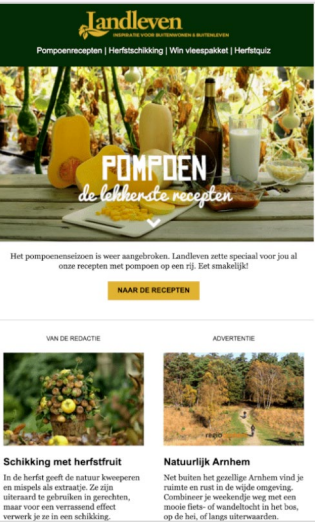 Landleven
INSPIRATIE VOOR BUITENWONEN & BUITENLEVEN
Pompoenrecepten | Herfstschikking | Win vleespakket | Herfstquiz
POMPOEN
de lekkerste recepten
Het pompoenenseizoen is weer aangebroken. Landleven zette speciaal voor jou al
onze recepten met pompoen op een rij. Eet smakelijk!
NAAR DE RECEPTEN
VAN DE REDACTIE
Schikking met herfstfruit
In de herfst geeft de natuur kweeperen
en mispels als extraatje. Ze zijn
uiteraard te gebruiken in gerechten,
maar voor een verrassend effect
verwerk je ze in een schikking.
ADVERTENTIE
regio
Natuurlijk Arnhem
Net buiten het gezellige Arnhem vind je
ruimte en rust in de wijde omgeving.
Combineer je weekendje weg met een
mooie fiets- of wandeltocht in het bos,
op de hei, of langs uiterwaarden.